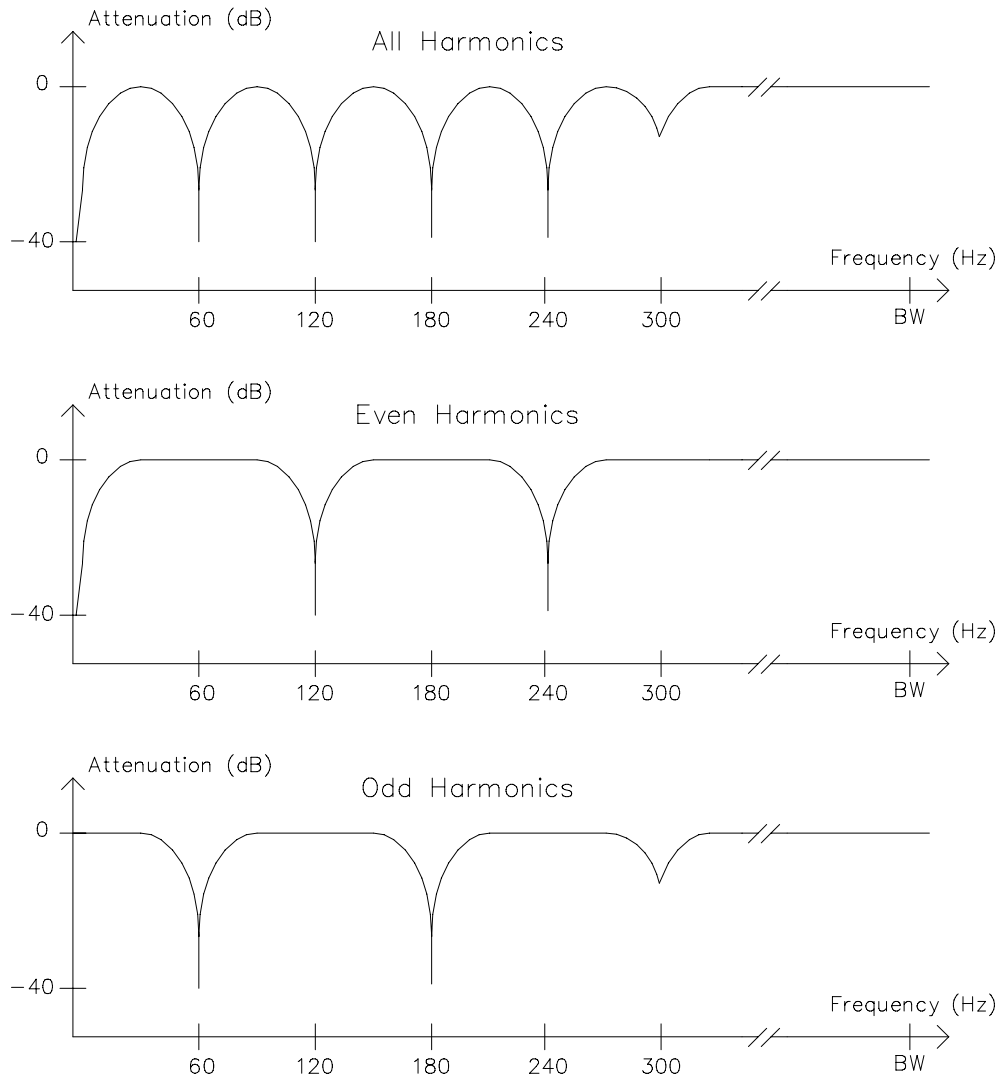 Attenuation (dB)
All Harmonics
0
-40
Frequency (Hz)
60 120 180 240 300 BW
Attenuation (dB)
Even Harmonics
0
-40
Frequency (Hz)
60 120 180 240 300 BW
Attenuation (dB)
Odd Harmonics
0
-40
Frequency (Hz)
60 120 180 240 300 BW